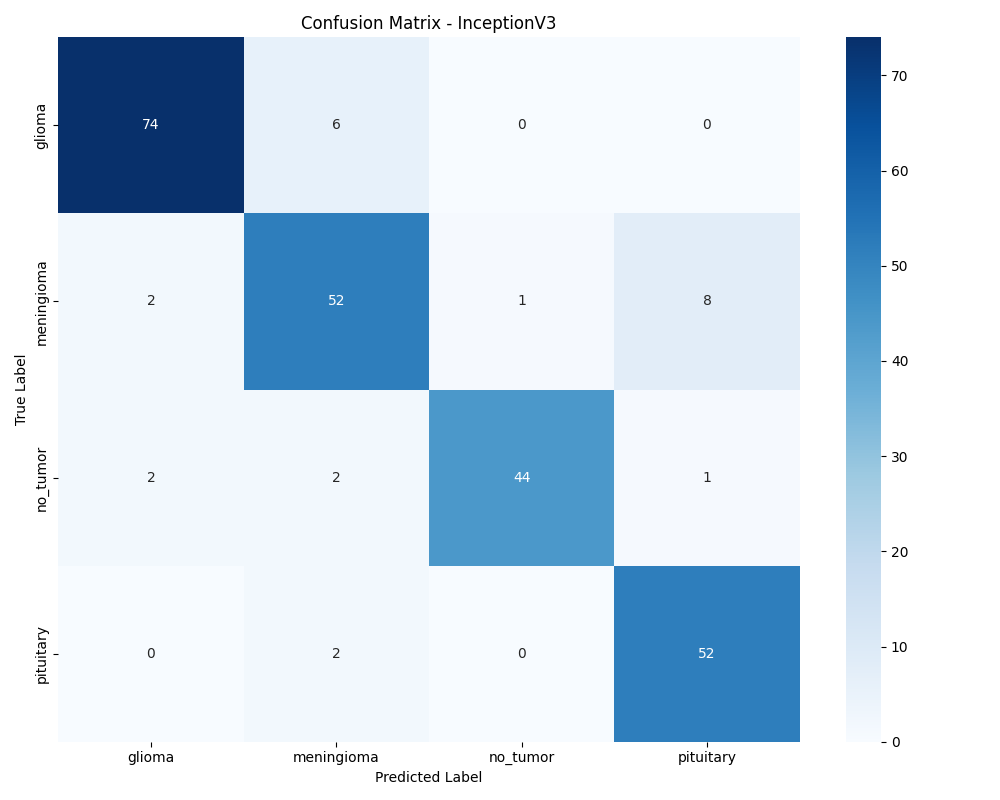 Confusion Matrix - InceptionV3
True Label
glioma 74 6 0 0
meningioma 2 52 1 8
no_tumor 2 2 44 1
pituitary 0 2 0 52
glioma meningioma no_tumor pituitary
Predicted Label
70
60
50
40
30
20
10
0